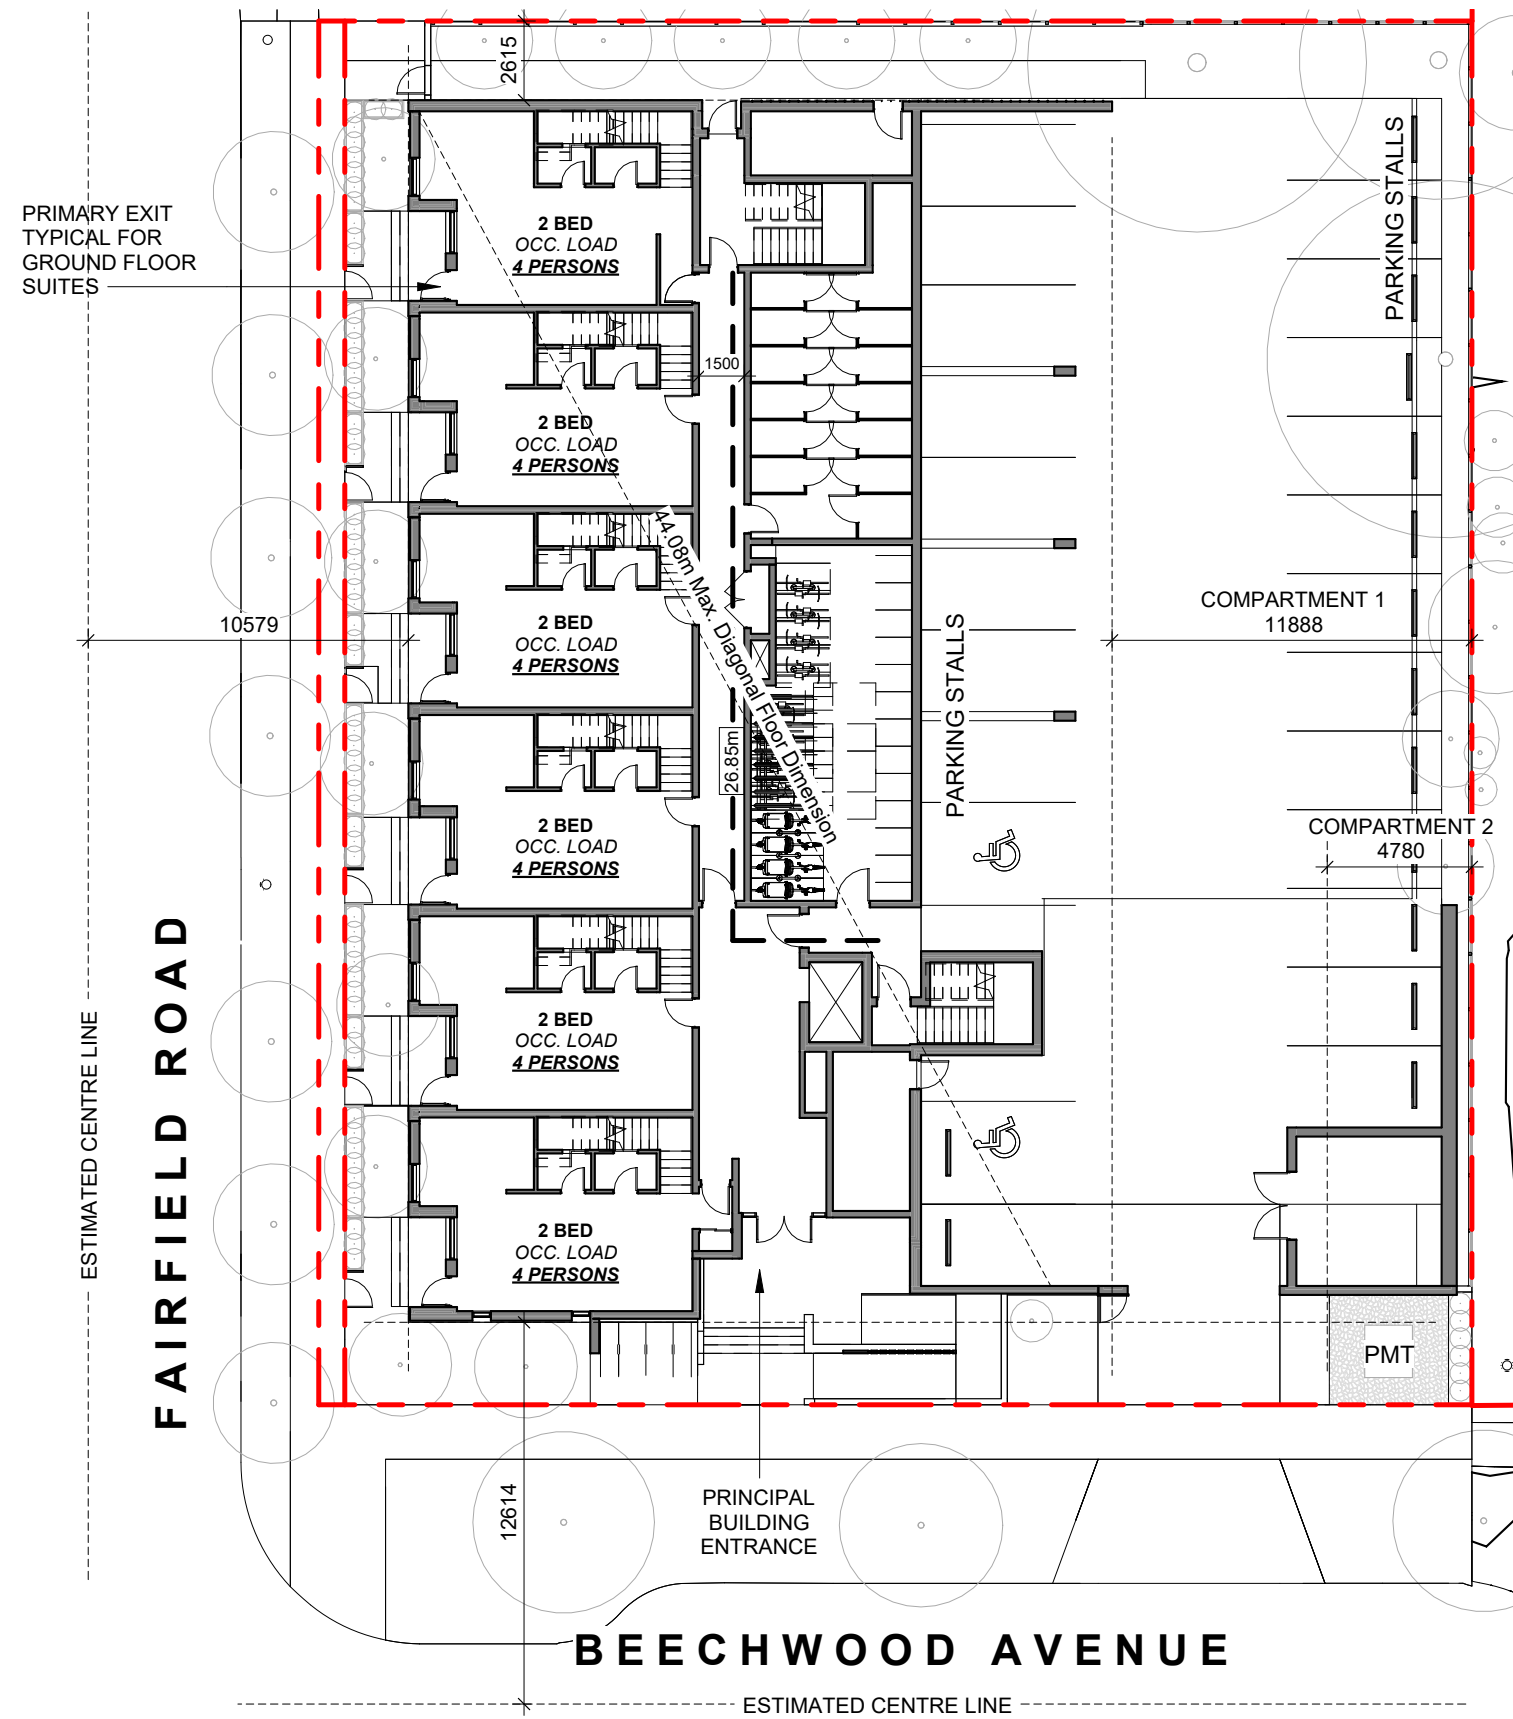 2615
PRIMARY EXIT
TYPICAL FOR
GROUND FLOOR
SUITES
2 BED
OCC. LOAD
4 PERSONS
PARKING STALLS
1500
2 BED
OCC. LOAD
4 PERSONS
44.08m Max. Diagonal Floor Dimension
10579
2 BED
OCC. LOAD
4 PERSONS
COMPARTMENT 1
11888
PARKING STALLS
26.85m
2 BED
OCC. LOAD
4 PERSONS
COMPARTMENT 2
4780
FAIRFIELD ROAD
ESTIMATED CENTRE LINE
2 BED
OCC. LOAD
4 PERSONS
2 BED
OCC. LOAD
4 PERSONS
PMT
12614
PRINCIPAL
BUILDING
ENTRANCE
BEECHWOOD AVENUE
ESTIMATED CENTRE LINE